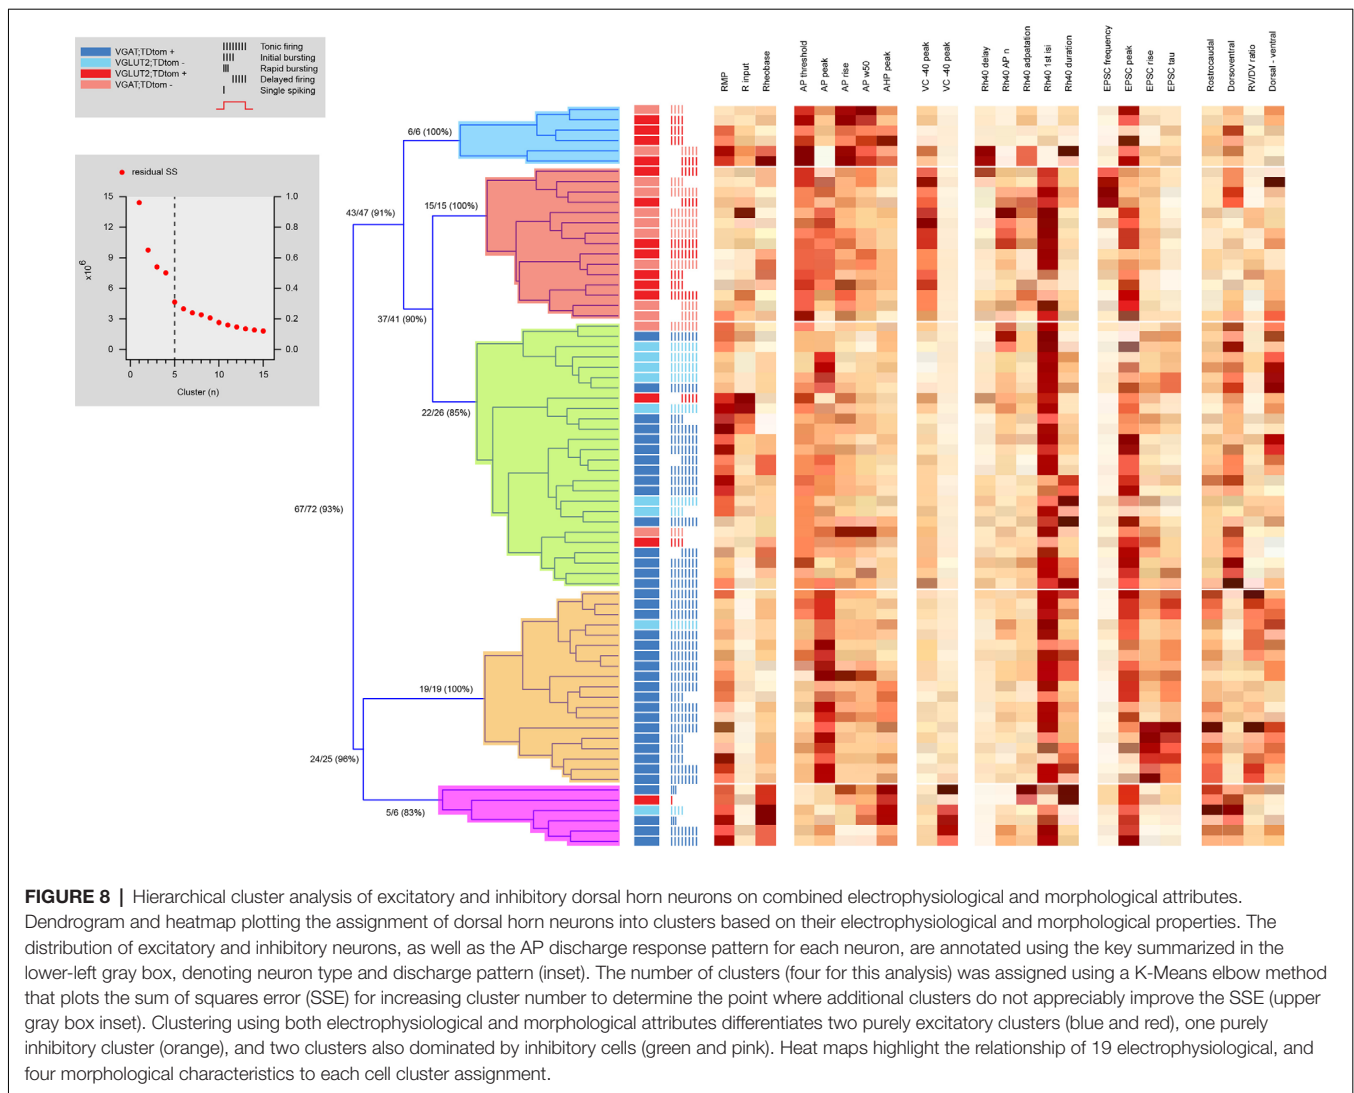 VGAT;TDtom +
VGLUT2;TDtom -
VGLUT2;TDtom +
VGAT;TDtom -
Tonic firing
Initial bursting
Rapid bursting
Delayed firing
Single spiking
RMP
R input
Rheobase
AP threshold
AP peak
AP rise
AP w50
AHP peak
VC -40 peak
VC -40 peak
Rh40 delay
Rh40 AP n
Rh40 adpatation
Rh40 1st isi
Rh40 duration
EPSC frequency
EPSC peak
EPSC rise
EPSC tau
Rostrocaudal
Dorsoventral
RV/DV ratio
Dorsal - ventral
residual SS
15
12
9
6
3
0
x10^6
1.0
0.8
0.6
0.4
0.2
0.0
0
5
10
15
Cluster (n)
6/6 (100%)
43/47 (91%)
15/15 (100%)
37/41 (90%)
22/26 (85%)
67/72 (93%)
19/19 (100%)
24/25 (96%)
5/6 (83%)
FIGURE 8 | Hierarchical cluster analysis of excitatory and inhibitory dorsal horn neurons on combined electrophysiological and morphological attributes.
Dendrogram and heatmap plotting the assignment of dorsal horn neurons into clusters based on their electrophysiological and morphological properties. The
distribution of excitatory and inhibitory neurons, as well as the AP discharge response pattern for each neuron, are annotated using the key summarized in the
lower-left gray box, denoting neuron type and discharge pattern (inset). The number of clusters (four for this analysis) was assigned using a K-Means elbow method
that plots the sum of squares error (SSE) for increasing cluster number to determine the point where additional clusters do not appreciably improve the SSE (upper
gray box inset). Clustering using both electrophysiological and morphological attributes differentiates two purely excitatory clusters (blue and red), one purely
inhibitory cluster (orange), and two clusters also dominated by inhibitory cells (green and pink). Heat maps highlight the relationship of 19 electrophysiological, and
four morphological characteristics to each cell cluster assignment.